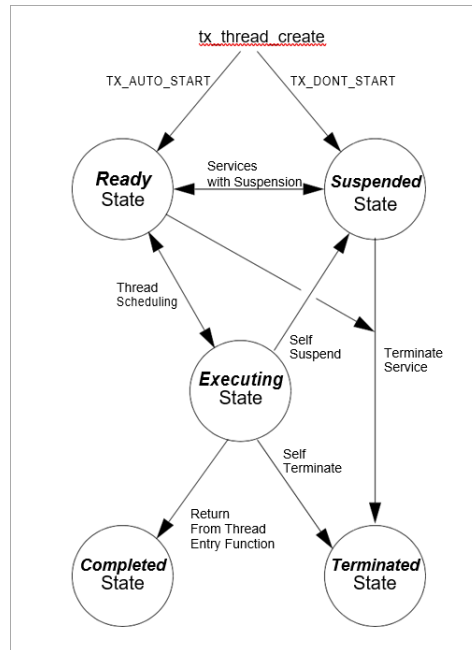 tx_thread_create
TX_AUTO_START
TX_DONT_START
Ready
State
Services
with Suspension
Suspended
State
Thread
Scheduling
Self
Suspend
Terminate
Service
Executing
State
Self
Terminate
Return
From Thread
Entry Function
Completed
State
Terminated
State